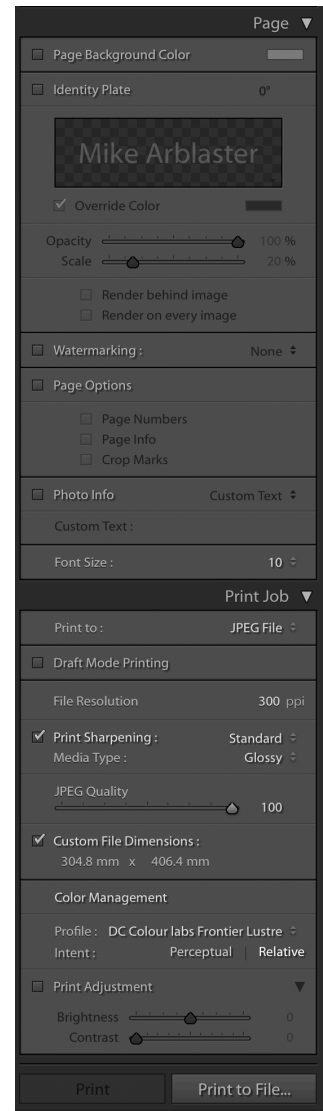 Page
Page Background Color
Identity Plate 0°
Mike Arblaster
Override Color
Opacity 100 %
Scale 20 %
Render behind image
Render on every image
Watermarking : None
Page Options
Page Numbers
Page Info
Crop Marks
Photo Info Custom Text
Custom Text :
Font Size : 10
Print Job
Print to : JPEG File
Draft Mode Printing
File Resolution 300 ppi
Print Sharpening : Standard
Media Type : Glossy
JPEG Quality
100
Custom File Dimensions :
304.8 mm x 406.4 mm
Color Management
Profile : DC Colour labs Frontier Lustre
Intent : Perceptual | Relative
Print Adjustment
Brightness 0
Contrast 0
Print Print to File...